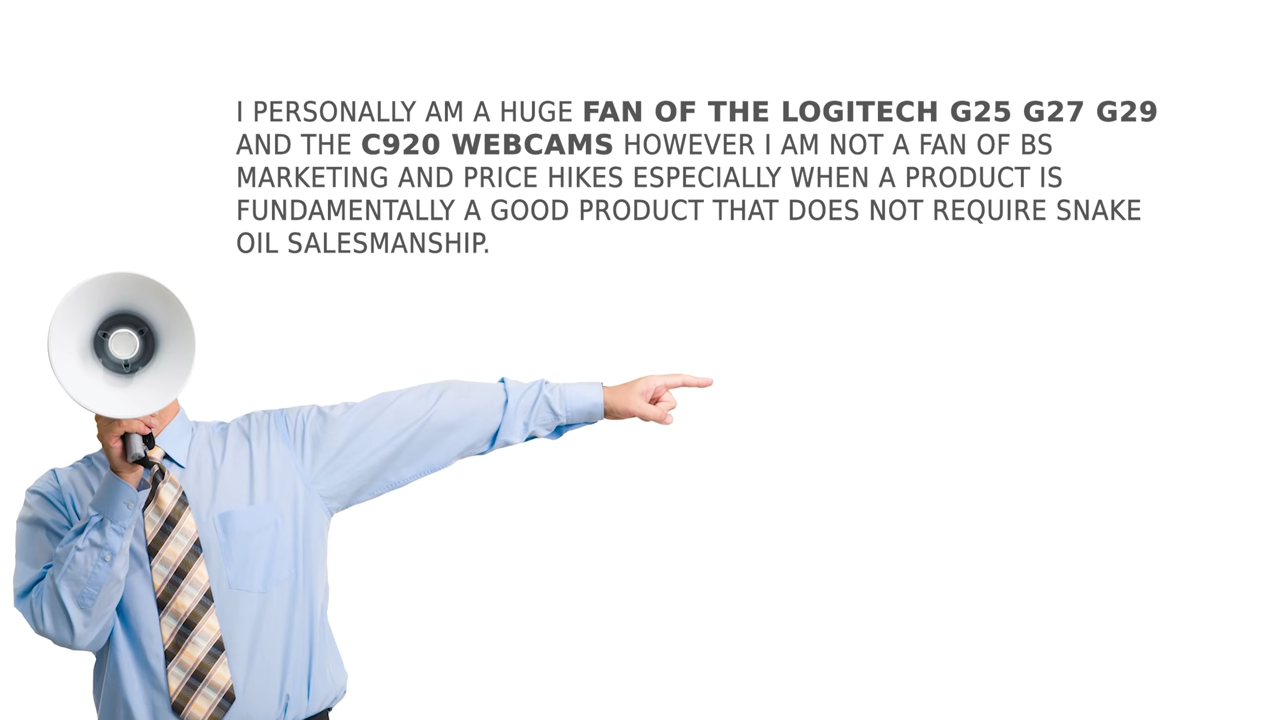 I PERSONALLY AM A HUGE FAN OF THE LOGITECH G25 G27 G29
AND THE C920 WEBCAMS HOWEVER I AM NOT A FAN OF BS
MARKETING AND PRICE HIKES ESPECIALLY WHEN A PRODUCT IS
FUNDAMENTALLY A GOOD PRODUCT THAT DOES NOT REQUIRE SNAKE
OIL SALESMANSHIP.